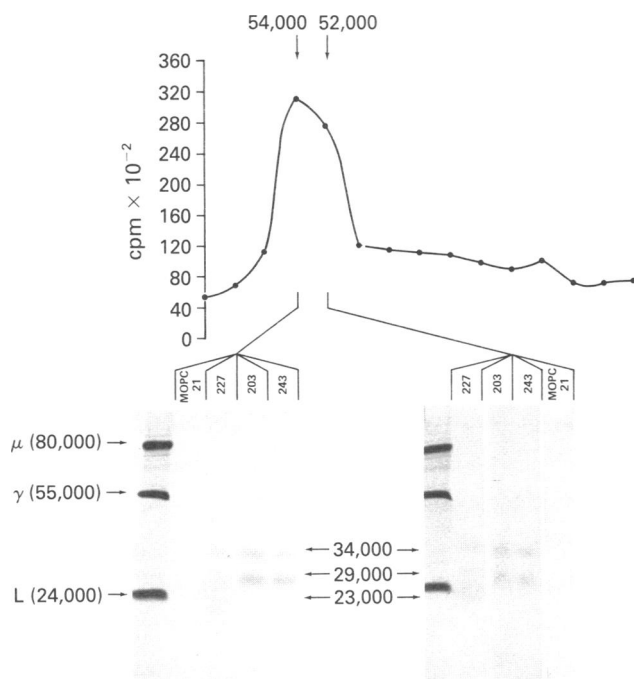 54,000 52,000
360
320
280
240
200
160
120
80
40
0
cpm × 10⁻²
MOPC 21 227 203 243
227 203 243 MOPC 21
μ (80,000)
γ (55,000)
L (24,000)
34,000
29,000
23,000